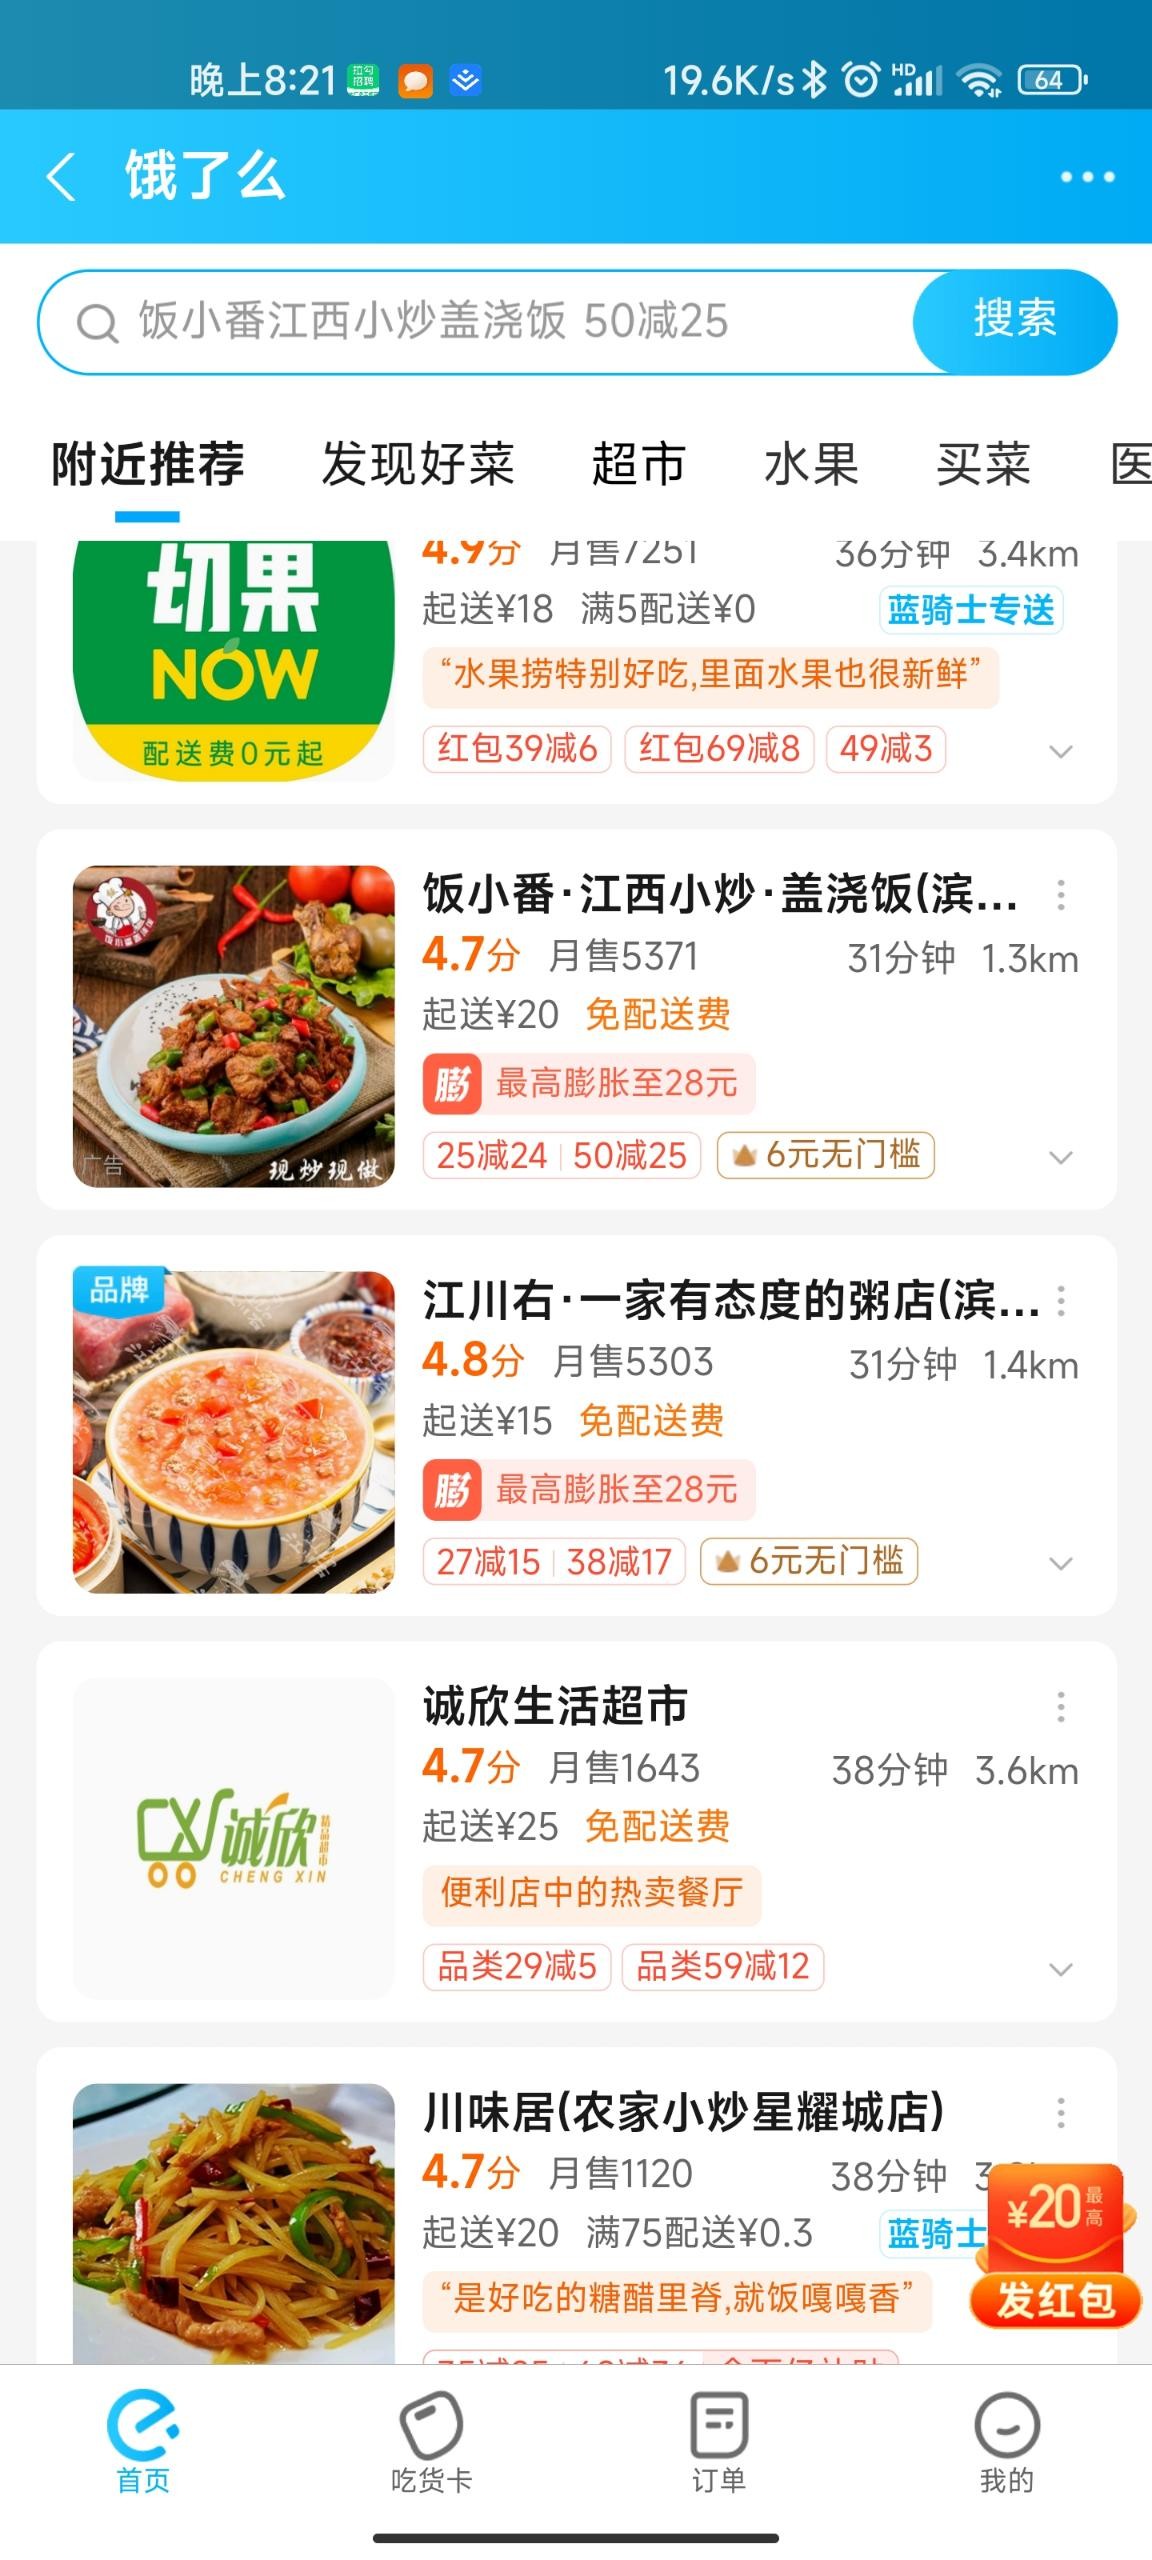 晚上8:21
拉勾招聘
19.6K/s HD 64
饿了么
饭小番江西小炒盖浇饭 50减25 搜索
附近推荐 发现好菜 超市 水果 买菜 医
切果
NOW
配送费0元起
4.9分 月售7251 36分钟 3.4km
起送¥18 满5配送¥0 蓝骑士专送
“水果捞特别好吃,里面水果也很新鲜”
红包39减6 红包69减8 49减3
饭小番·江西小炒·盖浇饭(滨...
4.7分 月售5371 31分钟 1.3km
起送¥20 免配送费
膨 最高膨胀至28元
25减24 50减25 6元无门槛
广告
现炒现做
品牌
江川右·一家有态度的粥店(滨...
4.8分 月售5303 31分钟 1.4km
起送¥15 免配送费
膨 最高膨胀至28元
27减15 38减17 6元无门槛
诚欣
精品超市
CHENG XIN
诚欣生活超市
4.7分 月售1643 38分钟 3.6km
起送¥25 免配送费
便利店中的热卖餐厅
品类29减5 品类59减12
川味居(农家小炒星耀城店)
4.7分 月售1120 38分钟
起送¥20 满75配送¥0.3 蓝骑士
“是好吃的糖醋里脊,就饭嘎嘎香”
¥20最高
发红包
首页 吃货卡 订单 我的